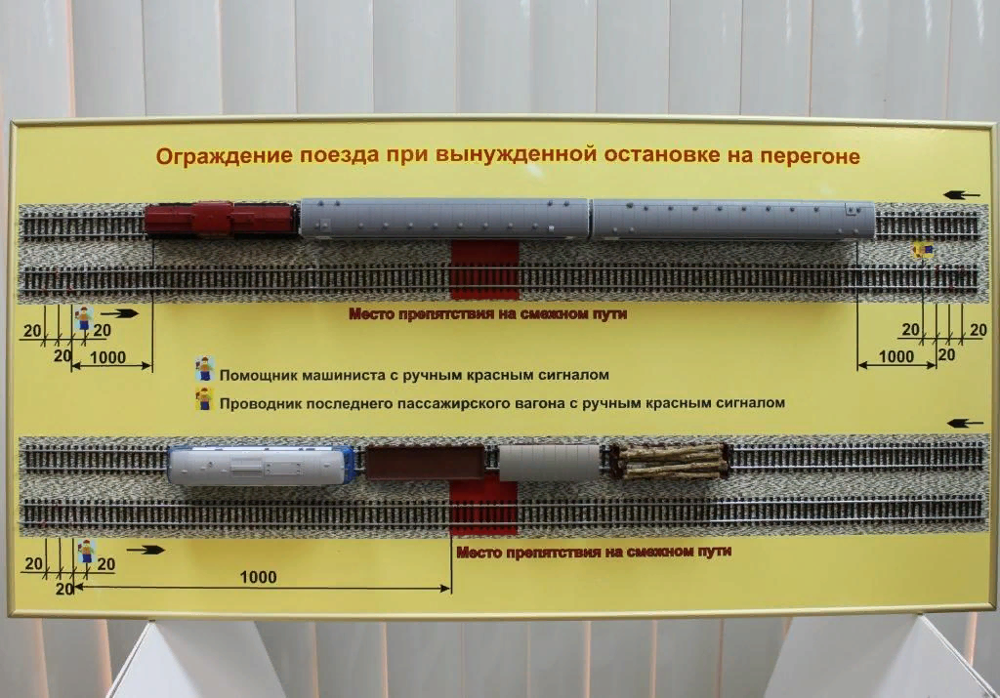 Ограждение поезда при вынужденной остановке на перегоне
Место препятствия на смежном пути
20 20 20 20
20 1000 1000 20
Помощник машиниста с ручным красным сигналом
Проводник последнего пассажирского вагона с ручным красным сигналом
Место препятствия на смежном пути
20 20
20 1000